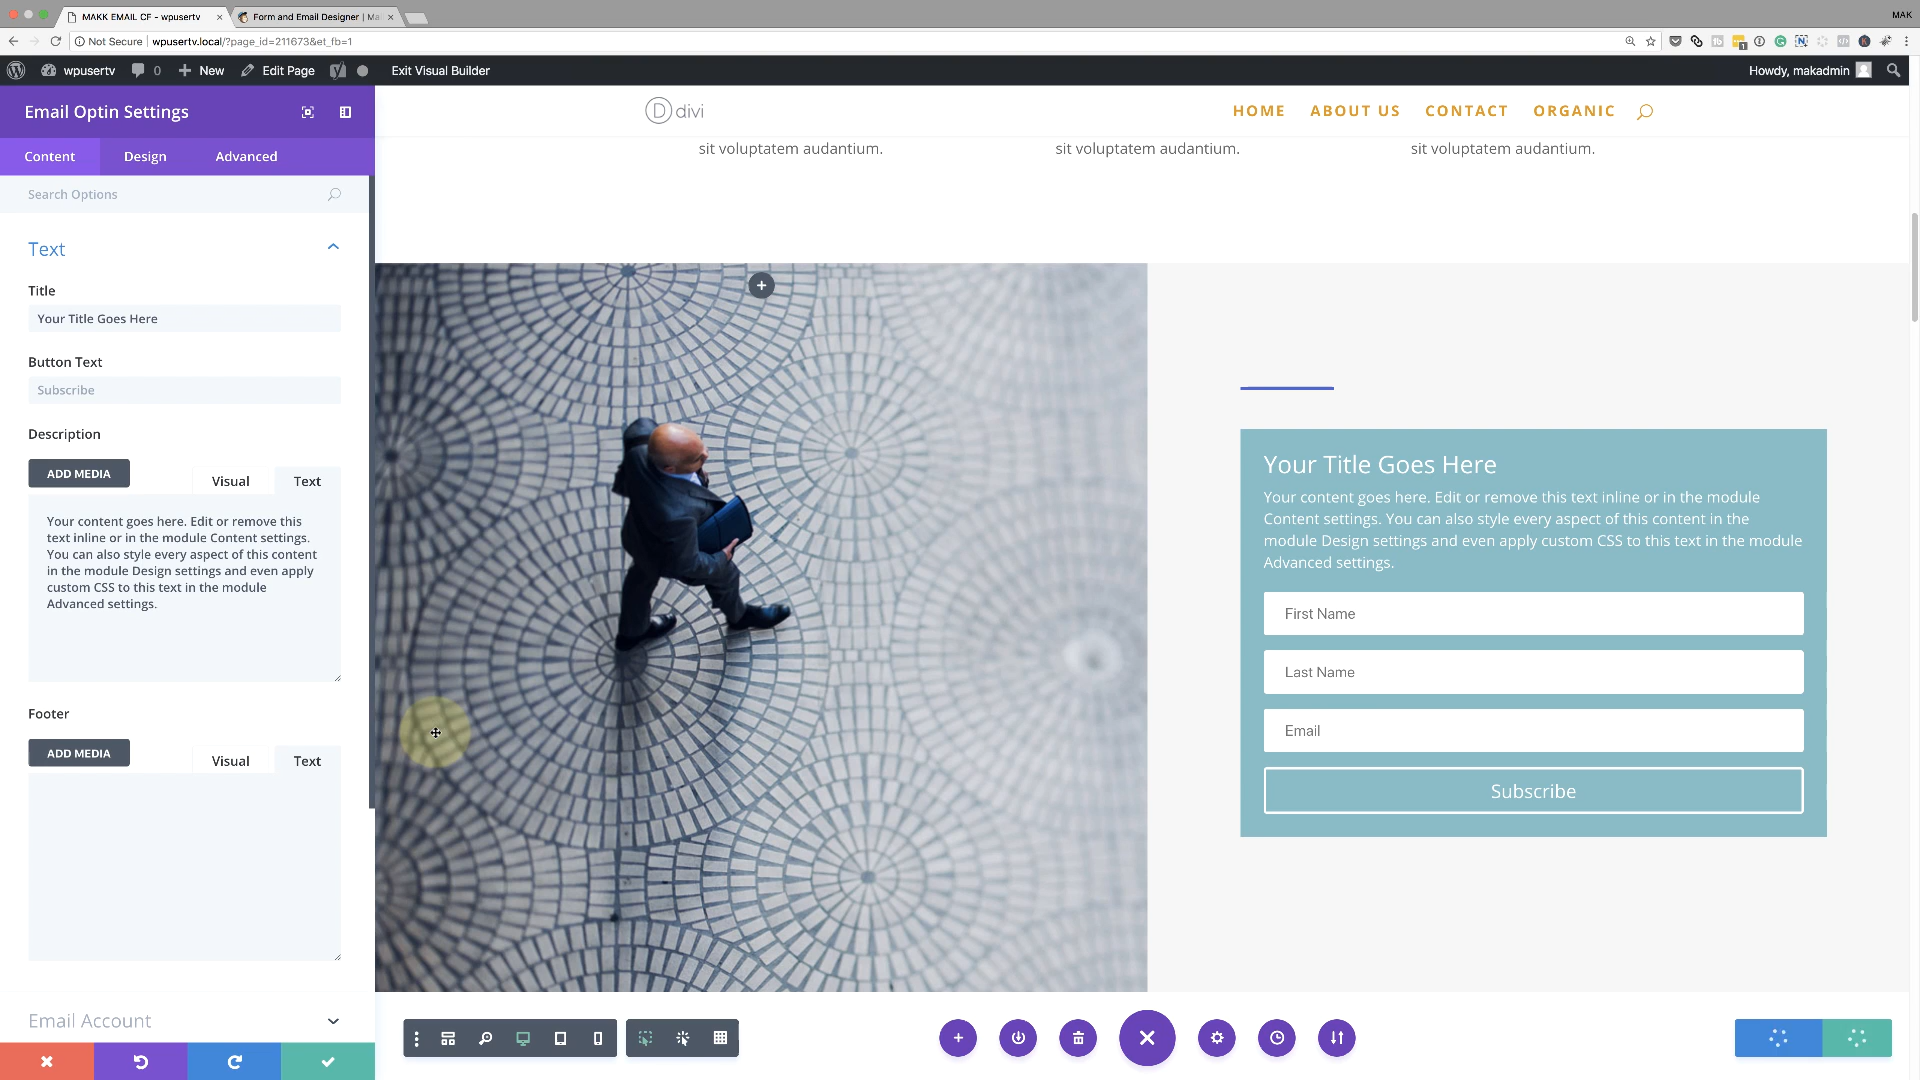 MAKK EMAIL CF - wpusertv
Form and Email Designer | Ma
MAK
Not Secure | wpusertv.local/?page_id=211673&et_fb=1
wpusertv
0
New
Edit Page
Exit Visual Builder
Howdy, makadmin
Email Optin Settings
Content
Design
Advanced
Search Options
Text
Title
Your Title Goes Here
Button Text
Subscribe
Description
ADD MEDIA
Visual
Text
Your content goes here. Edit or remove this
text inline or in the module Content settings.
You can also style every aspect of this content
in the module Design settings and even apply
custom CSS to this text in the module
Advanced settings.
Footer
ADD MEDIA
Visual
Text
Email Account
D divi
HOME
ABOUT US
CONTACT
ORGANIC
sit voluptatem audantium.
sit voluptatem audantium.
sit voluptatem audantium.
Your Title Goes Here
Your content goes here. Edit or remove this text inline or in the module
Content settings. You can also style every aspect of this content in the
module Design settings and even apply custom CSS to this text in the module
Advanced settings.
First Name
Last Name
Email
Subscribe